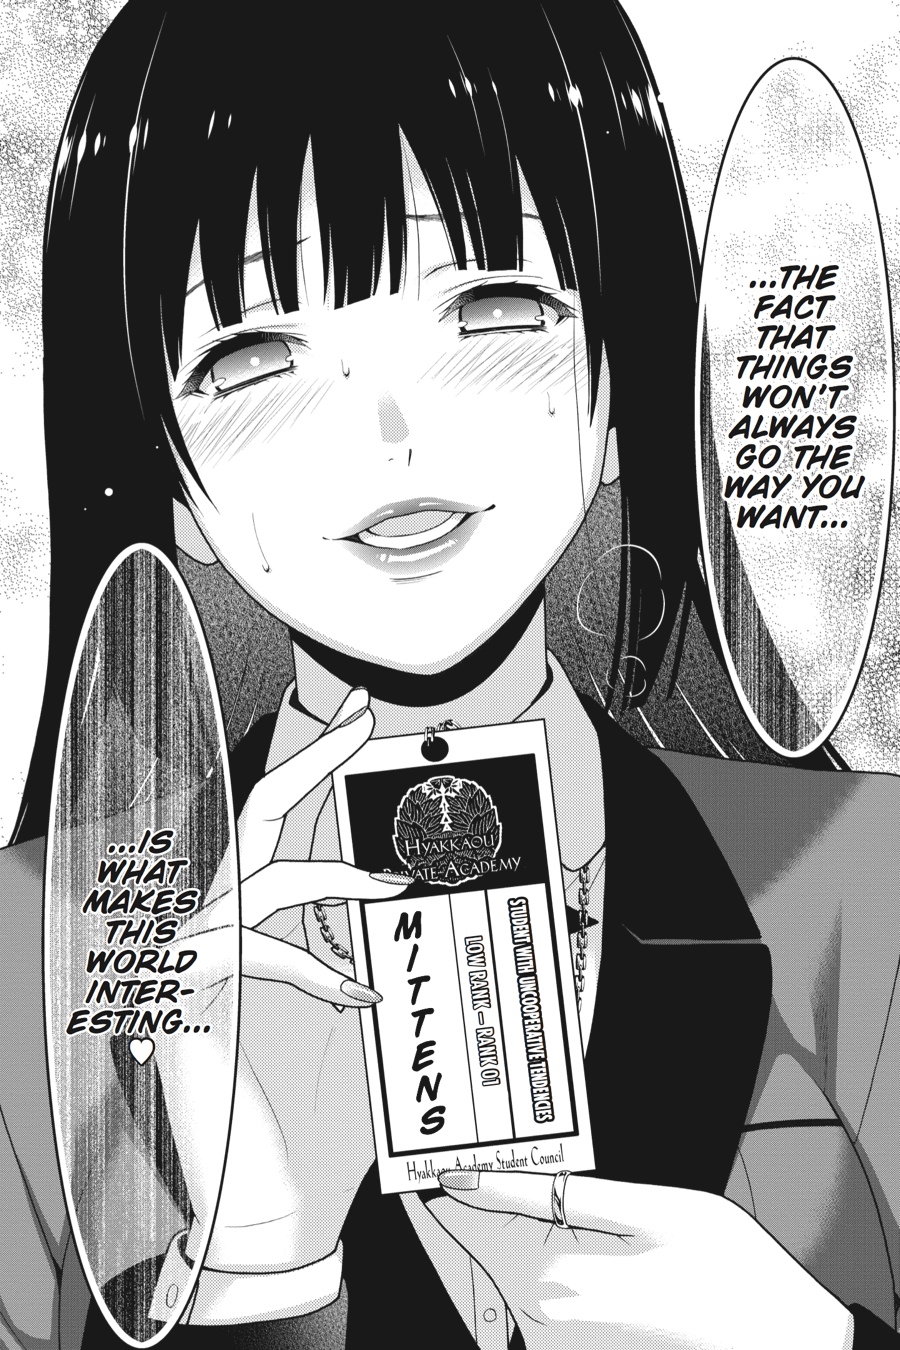 ...THE
FACT
THAT
THINGS
WON'T
ALWAYS
GO THE
WAY YOU
WANT...
...IS
WHAT
MAKES
THIS
WORLD
INTER-
ESTING...
♥
HYAKKAOU
PRIVATE-ACADEMY
STUDENT WITH UNCOOPERATIVE TENDENCIES
LOW RANK — RANK 01
MITTENS
Hyakkaou Academy Student Council